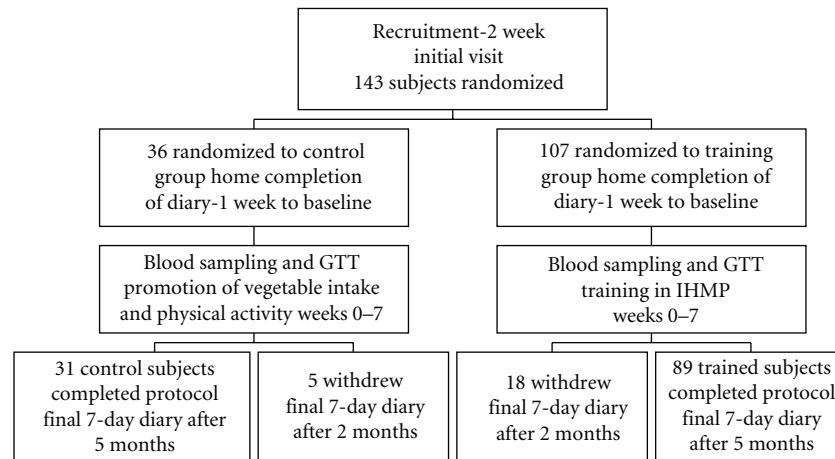 Recruitment-2 week
initial visit
143 subjects randomized
36 randomized to control
group home completion
of diary-1 week to baseline
107 randomized to training
group home completion of
diary-1 week to baseline
Blood sampling and GTT
promotion of vegetable intake
and physical activity weeks 0–7
Blood sampling and GTT
training in IHMP
weeks 0–7
31 control subjects
completed protocol
final 7-day diary after
5 months
5 withdrew
final 7-day diary
after 2 months
18 withdrew
final 7-day diary
after 2 months
89 trained subjects
completed protocol
final 7-day diary
after 5 months